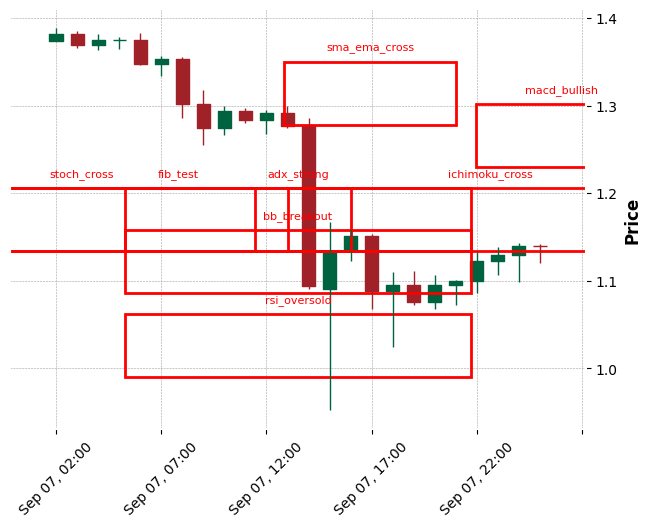 1.4
sma_ema_cross
1.3
macd_bullish
1.2
stoch_cross
fib_test
adx_strong
ichimoku_cross
bb_breakout
Price
1.1
rsi_oversold
1.0
Sep 07, 02:00
Sep 07, 07:00
Sep 07, 12:00
Sep 07, 17:00
Sep 07, 22:00